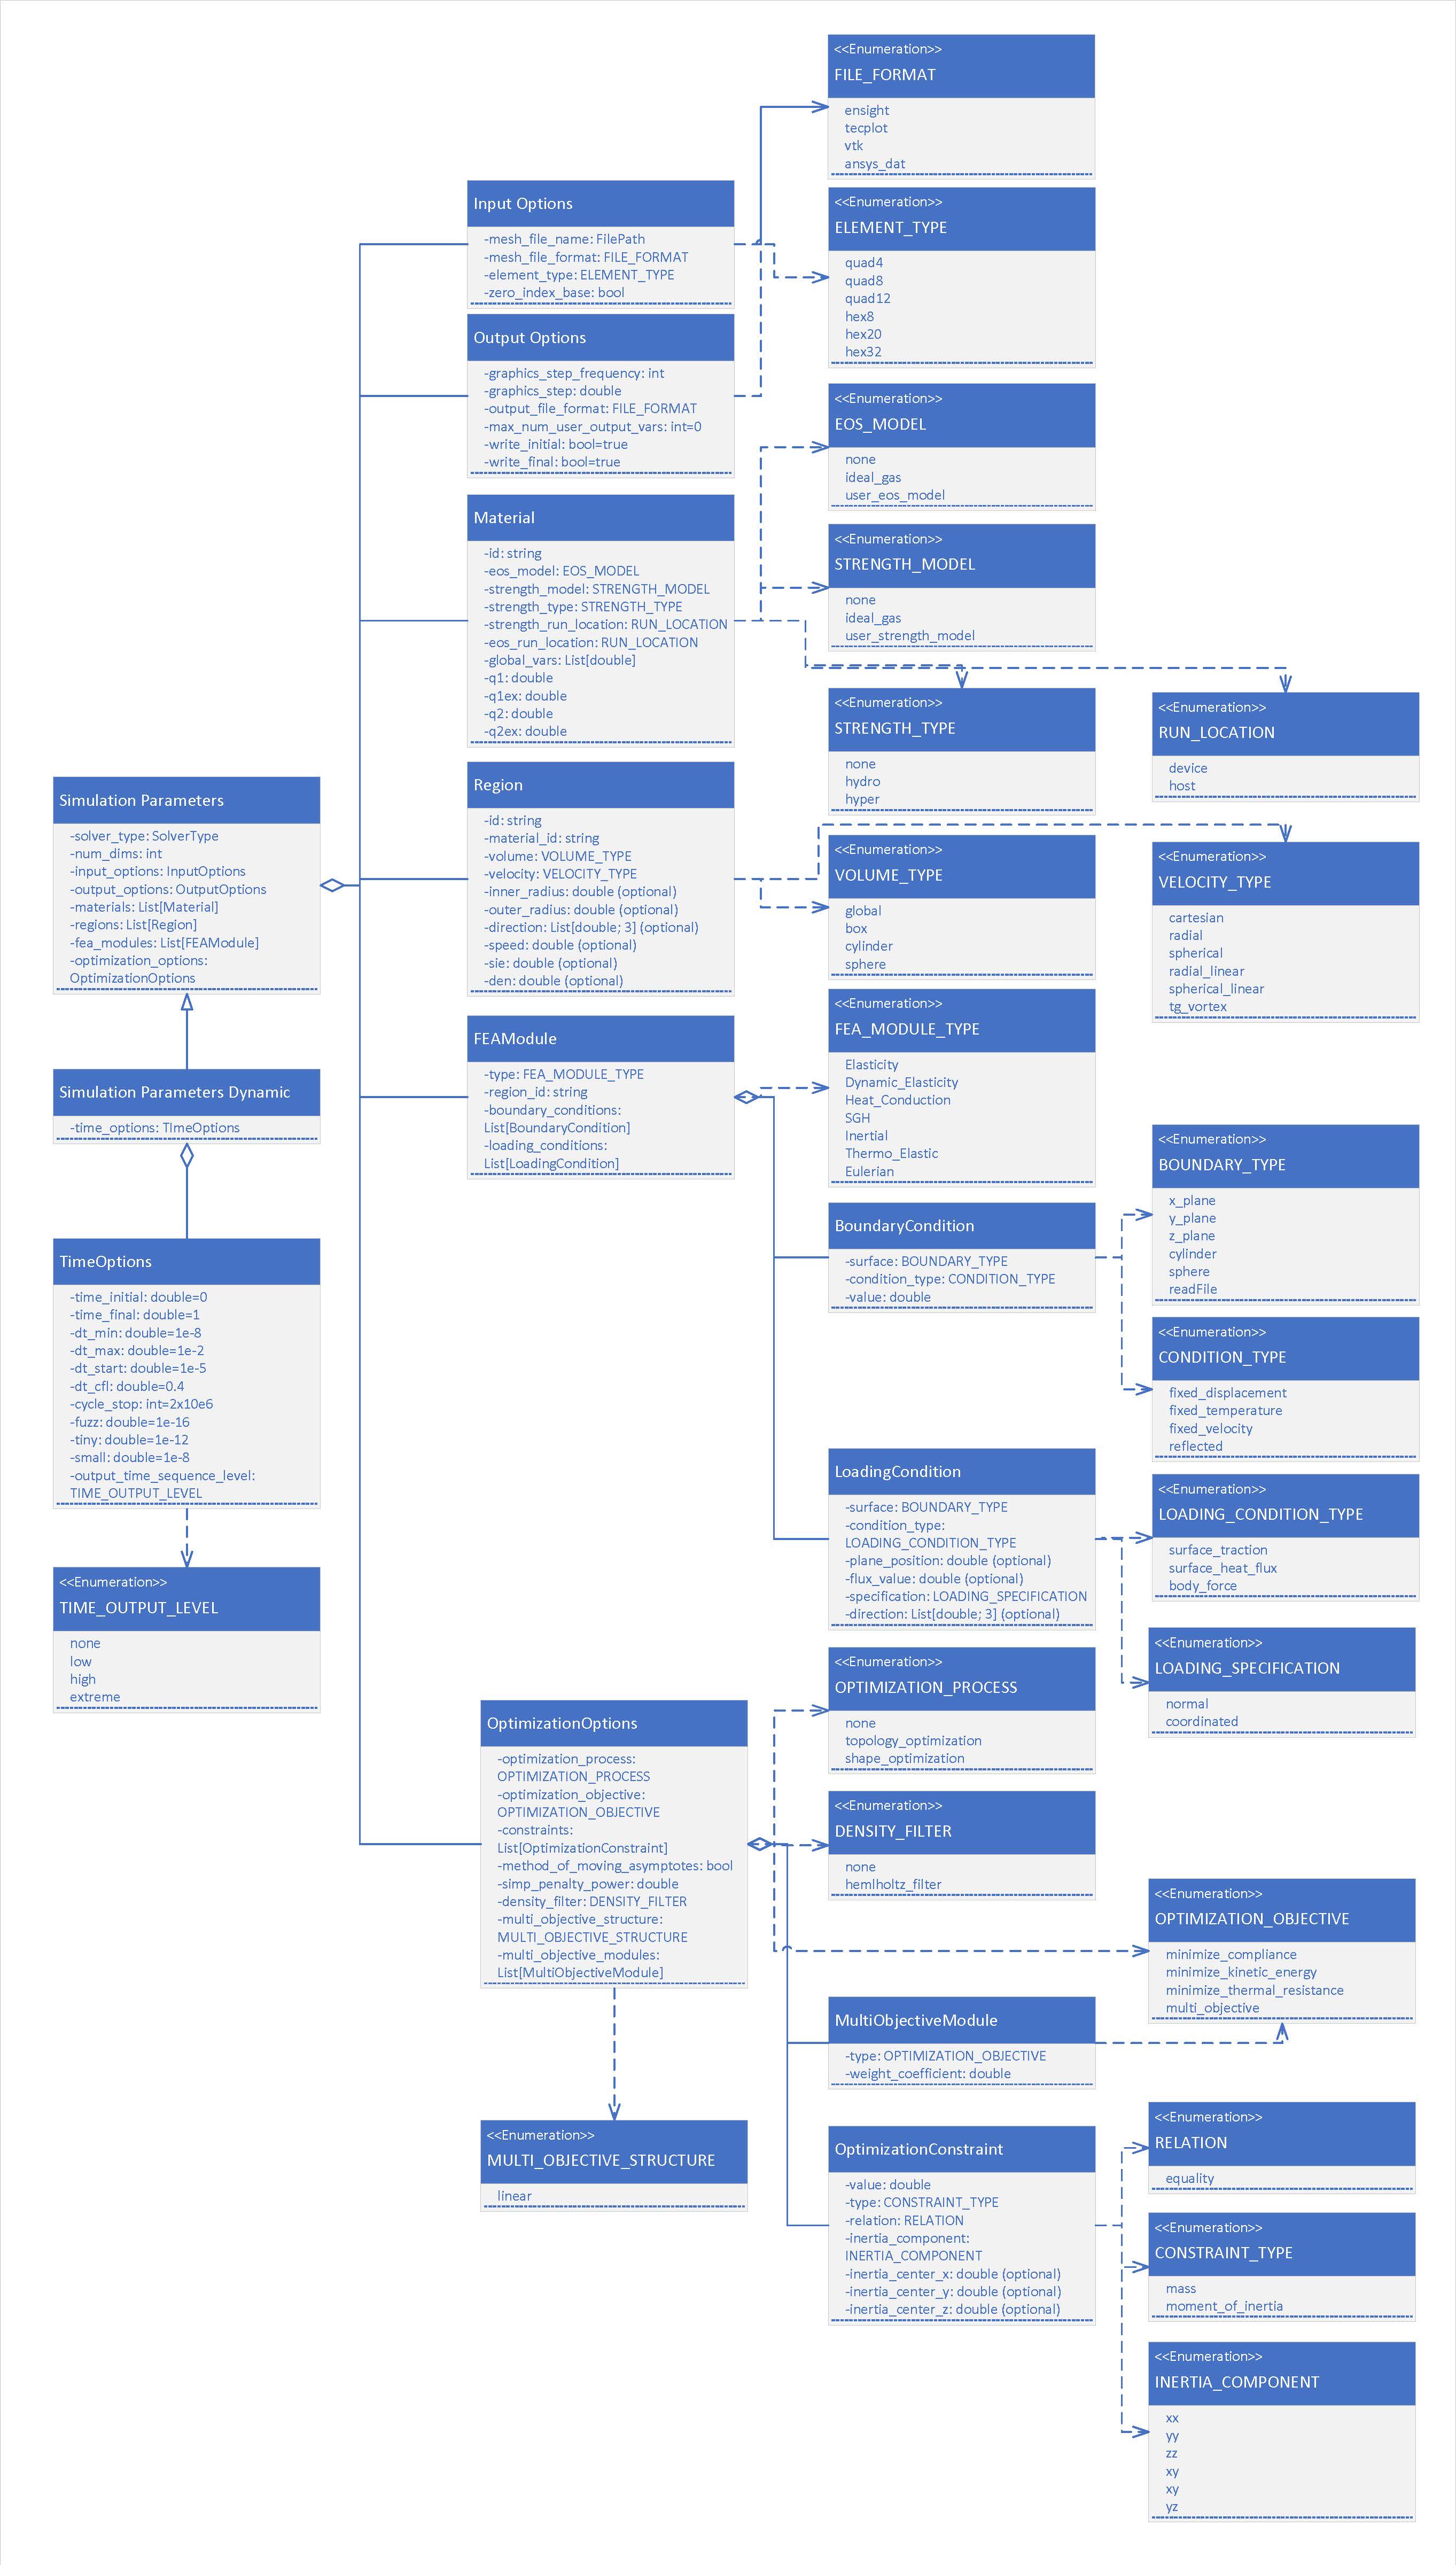 <<Enumeration>>
FILE_FORMAT
ensight
tecplot
vtk
ansys_dat
Input Options
-mesh_file_name: FilePath
-mesh_file_format: FILE_FORMAT
-element_type: ELEMENT_TYPE
-zero_index_base: bool
<<Enumeration>>
ELEMENT_TYPE
quad4
quad8
quad12
hex8
hex20
hex32
Output Options
-graphics_step_frequency: int
-graphics_step: double
-output_file_format: FILE_FORMAT
-max_num_user_output_vars: int=0
-write_initial: bool=true
-write_final: bool=true
<<Enumeration>>
EOS_MODEL
none
ideal_gas
user_eos_model
Material
-id: string
-eos_model: EOS_MODEL
-strength_model: STRENGTH_MODEL
-strength_type: STRENGTH_TYPE
-strength_run_location: RUN_LOCATION
-eos_run_location: RUN_LOCATION
-global_vars: List[double]
-q1: double
-q1ex: double
-q2: double
-q2ex: double
<<Enumeration>>
STRENGTH_MODEL
none
ideal_gas
user_strength_model
<<Enumeration>>
STRENGTH_TYPE
none
hydro
hyper
<<Enumeration>>
RUN_LOCATION
device
host
Simulation Parameters
-solver_type: SolverType
-num_dims: int
-input_options: InputOptions
-output_options: OutputOptions
-materials: List[Material]
-regions: List[Region]
-fea_modules: List[FEAModule]
-optimization_options:
OptimizationOptions
Region
-id: string
-material_id: string
-volume: VOLUME_TYPE
-velocity: VELOCITY_TYPE
-inner_radius: double (optional)
-outer_radius: double (optional)
-direction: List[double; 3] (optional)
-speed: double (optional)
-sie: double (optional)
-den: double (optional)
<<Enumeration>>
VOLUME_TYPE
global
box
cylinder
sphere
<<Enumeration>>
VELOCITY_TYPE
cartesian
radial
spherical
radial_linear
spherical_linear
tg_vortex
Simulation Parameters Dynamic
-time_options: TImeOptions
FEAModule
-type: FEA_MODULE_TYPE
-region_id: string
-boundary_conditions:
List[BoundaryCondition]
-loading_conditions:
List[LoadingCondition]
<<Enumeration>>
FEA_MODULE_TYPE
Elasticity
Dynamic_Elasticity
Heat_Conduction
SGH
Inertial
Thermo_Elastic
Eulerian
TimeOptions
-time_initial: double=0
-time_final: double=1
-dt_min: double=1e-8
-dt_max: double=1e-2
-dt_start: double=1e-5
-dt_cfl: double=0.4
-cycle_stop: int=2x10e6
-fuzz: double=1e-16
-tiny: double=1e-12
-small: double=1e-8
-output_time_sequence_level:
TIME_OUTPUT_LEVEL
BoundaryCondition
-surface: BOUNDARY_TYPE
-condition_type: CONDITION_TYPE
-value: double
<<Enumeration>>
BOUNDARY_TYPE
x_plane
y_plane
z_plane
cylinder
sphere
readFile
<<Enumeration>>
CONDITION_TYPE
fixed_displacement
fixed_temperature
fixed_velocity
reflected
LoadingCondition
-surface: BOUNDARY_TYPE
-condition_type:
LOADING_CONDITION_TYPE
-plane_position: double (optional)
-flux_value: double (optional)
-specification: LOADING_SPECIFICATION
-direction: List[double; 3] (optional)
<<Enumeration>>
LOADING_CONDITION_TYPE
surface_traction
surface_heat_flux
body_force
<<Enumeration>>
TIME_OUTPUT_LEVEL
none
low
high
extreme
<<Enumeration>>
LOADING_SPECIFICATION
normal
coordinated
OptimizationOptions
-optimization_process:
OPTIMIZATION_PROCESS
-optimization_objective:
OPTIMIZATION_OBJECTIVE
-constraints:
List[OptimizationConstraint]
-method_of_moving_asymptotes: bool
-simp_penalty_power: double
-density_filter: DENSITY_FILTER
-multi_objective_structure:
MULTI_OBJECTIVE_STRUCTURE
-multi_objective_modules:
List[MultiObjectiveModule]
<<Enumeration>>
OPTIMIZATION_PROCESS
none
topology_optimization
shape_optimization
<<Enumeration>>
DENSITY_FILTER
none
hemlholtz_filter
<<Enumeration>>
OPTIMIZATION_OBJECTIVE
minimize_compliance
minimize_kinetic_energy
minimize_thermal_resistance
multi_objective
MultiObjectiveModule
-type: OPTIMIZATION_OBJECTIVE
-weight_coefficient: double
<<Enumeration>>
MULTI_OBJECTIVE_STRUCTURE
linear
OptimizationConstraint
-value: double
-type: CONSTRAINT_TYPE
-relation: RELATION
-inertia_component:
INERTIA_COMPONENT
-inertia_center_x: double (optional)
-inertia_center_y: double (optional)
-inertia_center_z: double (optional)
<<Enumeration>>
RELATION
equality
<<Enumeration>>
CONSTRAINT_TYPE
mass
moment_of_inertia
<<Enumeration>>
INERTIA_COMPONENT
xx
yy
zz
xy
xy
yz